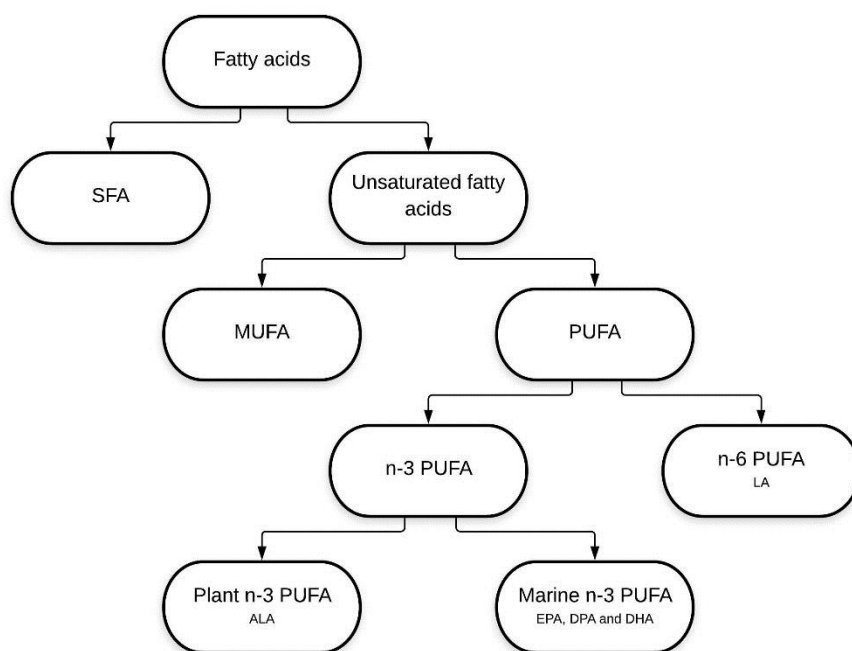 Fatty acids
SFA
Unsaturated fatty
acids
MUFA
PUFA
n-3 PUFA
n-6 PUFA
LA
Plant n-3 PUFA
ALA
Marine n-3 PUFA
EPA, DPA and DHA